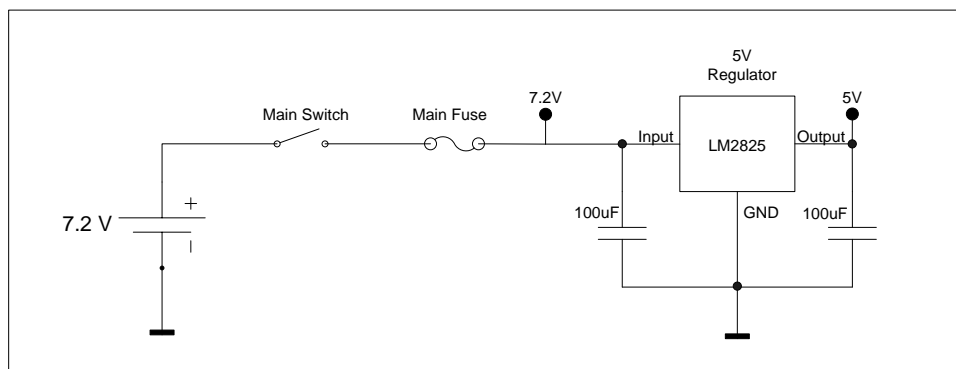 5V
Regulator
7.2V
5V
Main Switch
Main Fuse
Input
LM2825
Output
7.2 V
+
100uF
GND
100uF